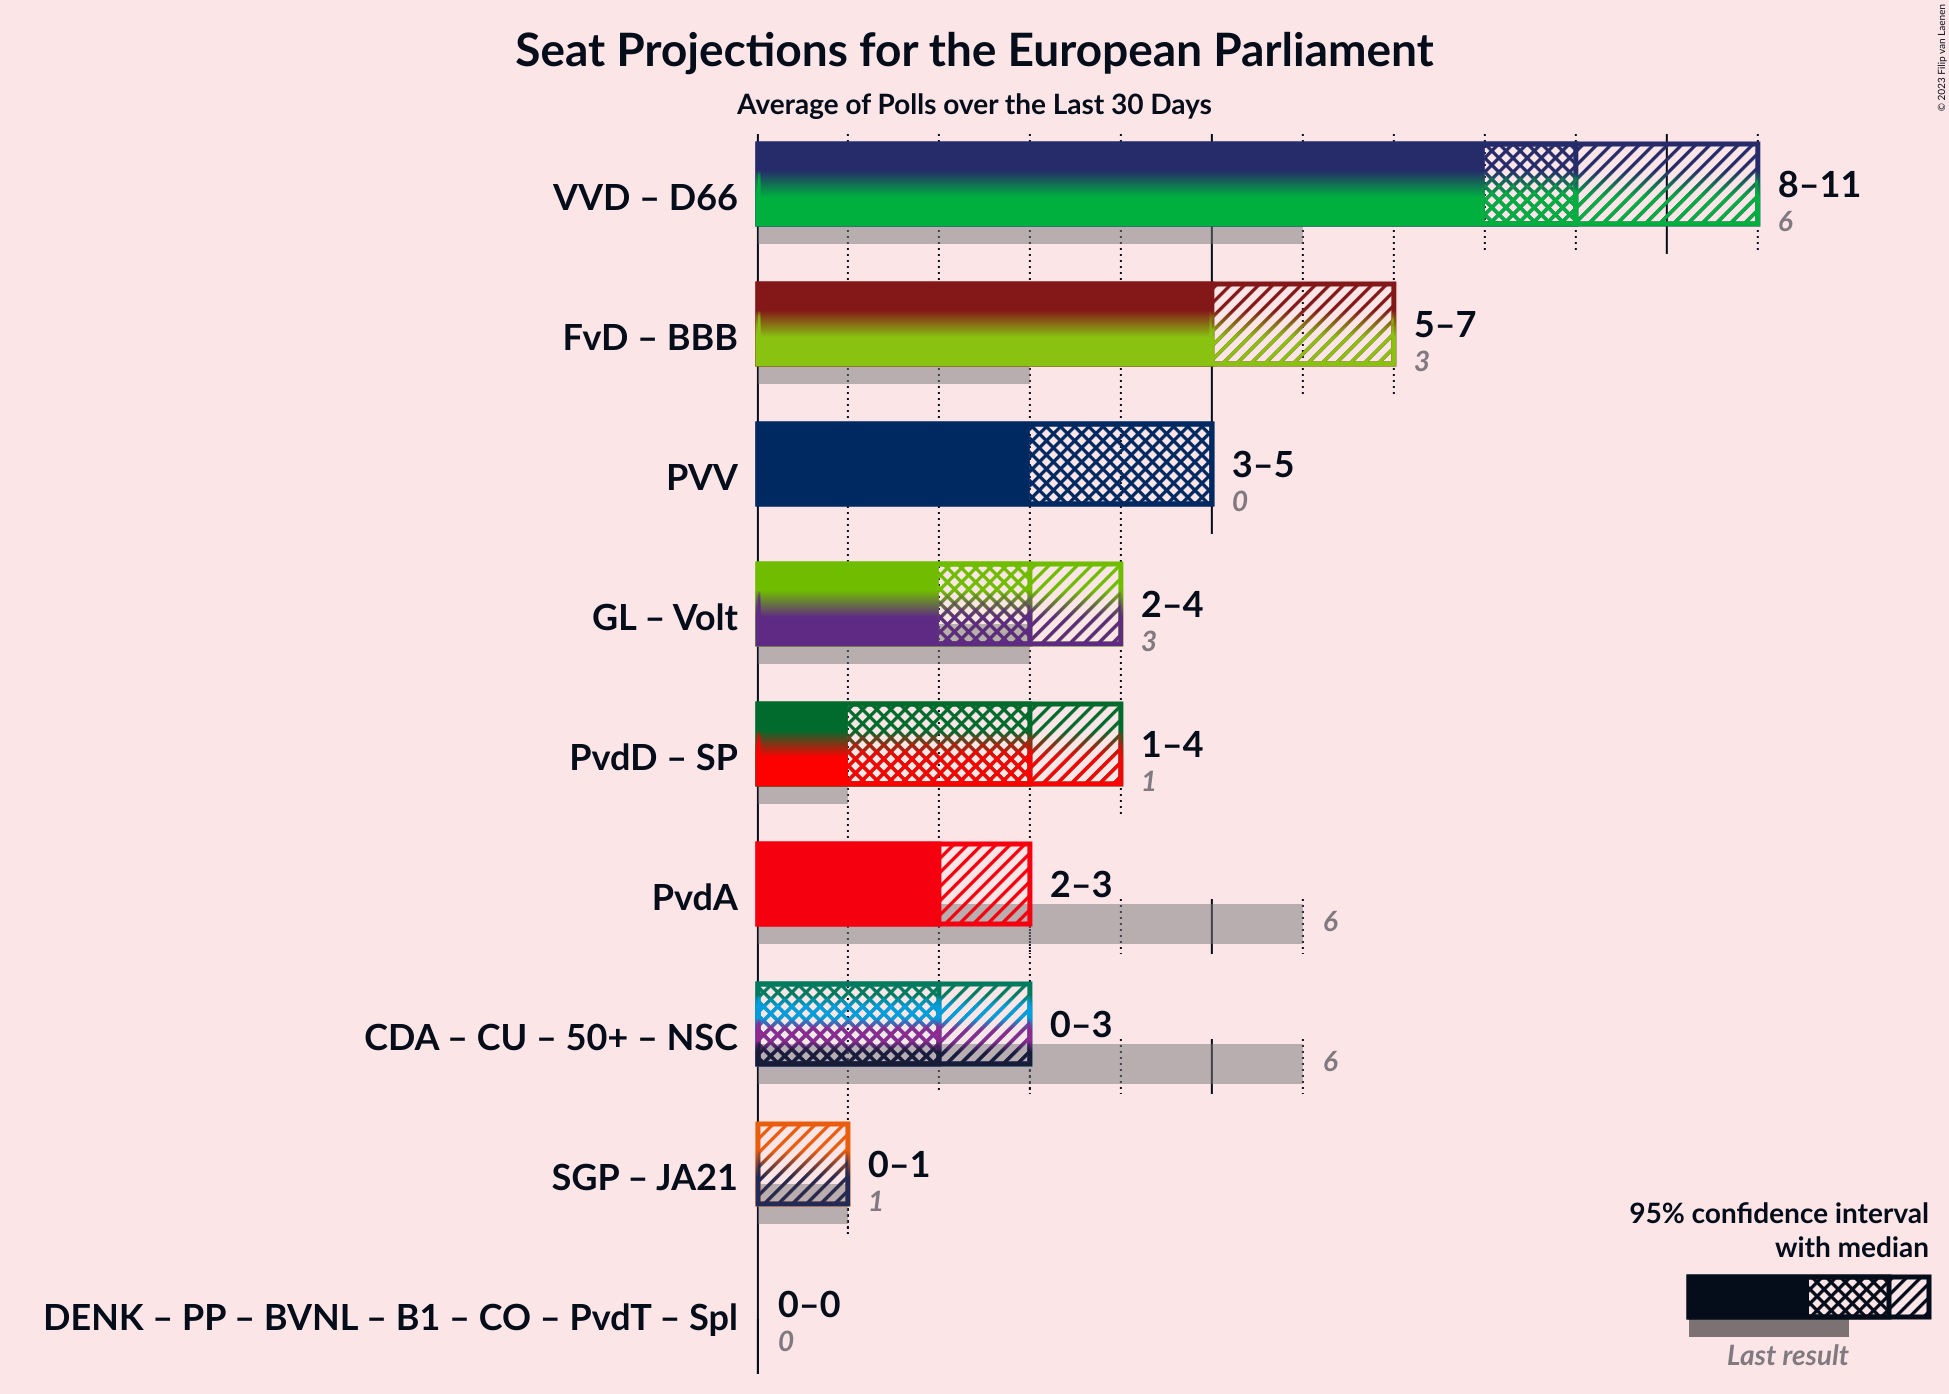 Seat Projections for the European Parliament
Average of Polls over the Last 30 Days
© 2023 Filip van Laenen
VVD – D66
8–11
6
FvD – BBB
5–7
3
PVV
3–5
0
GL – Volt
2–4
3
PvdD – SP
1–4
1
PvdA
2–3
6
CDA – CU – 50+ – NSC
0–3
6
SGP – JA21
0–1
1
DENK – PP – BVNL – B1 – CO – PvdT – Spl
0–0
0
95% confidence interval
with median
Last result